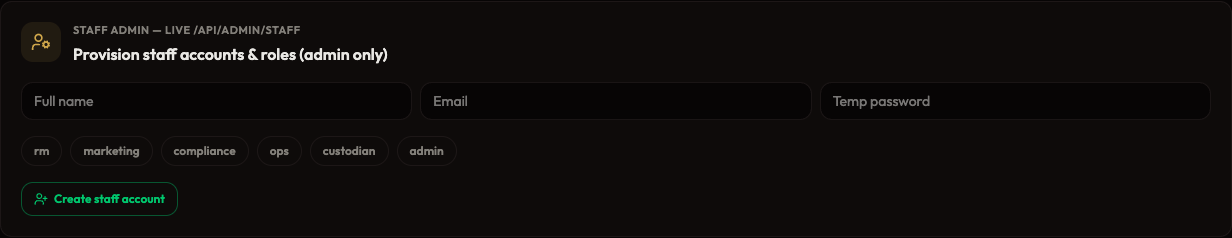 STAFF ADMIN — LIVE /API/ADMIN/STAFF
Provision staff accounts & roles (admin only)
Full name Email Temp password
rm marketing compliance ops custodian admin
Create staff account